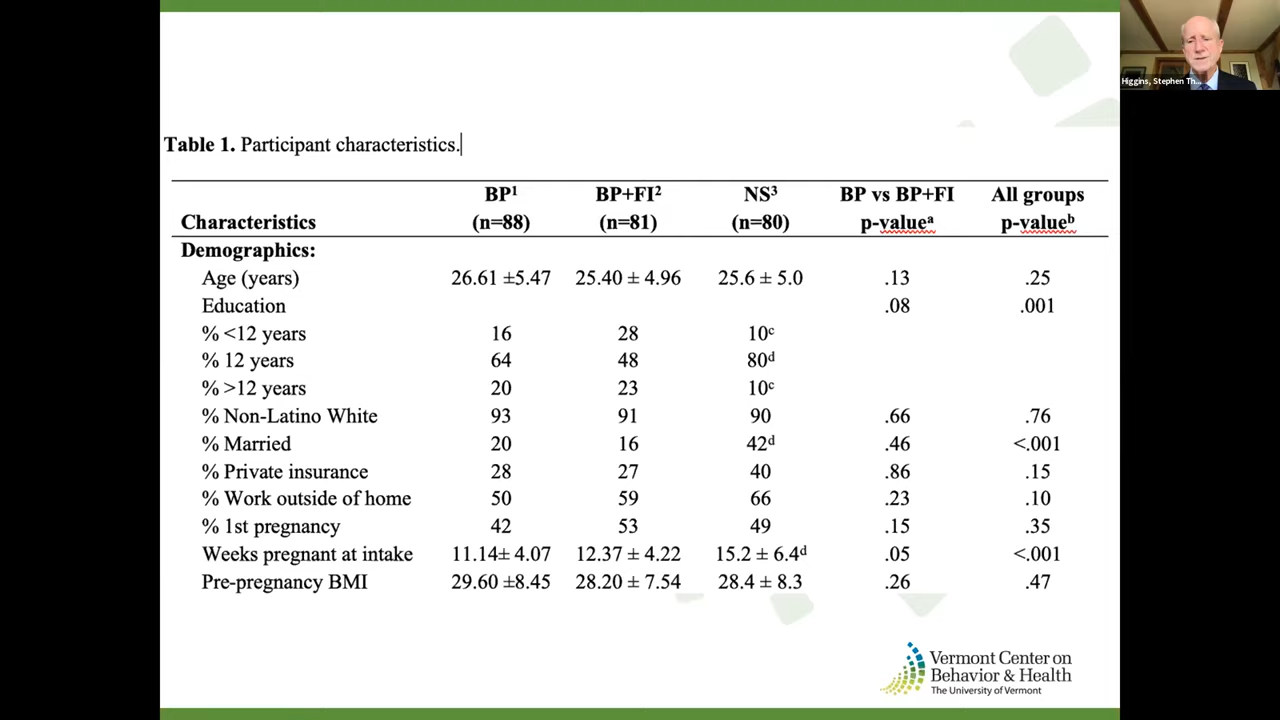 Higgins, Stephen Th...
Table 1. Participant characteristics.
Characteristics BP¹ (n=88) BP+FI² (n=81) NS³ (n=80) BP vs BP+FI p-valueᵃ All groups p-valueᵇ
Demographics:
Age (years) 26.61 ±5.47 25.40 ± 4.96 25.6 ± 5.0 .13 .25
Education .08 .001
% <12 years 16 28 10ᶜ
% 12 years 64 48 80ᵈ
% >12 years 20 23 10ᶜ
% Non-Latino White 93 91 90 .66 .76
% Married 20 16 42ᵈ .46 <.001
% Private insurance 28 27 40 .86 .15
% Work outside of home 50 59 66 .23 .10
% 1st pregnancy 42 53 49 .15 .35
Weeks pregnant at intake 11.14± 4.07 12.37 ± 4.22 15.2 ± 6.4ᵈ .05 <.001
Pre-pregnancy BMI 29.60 ±8.45 28.20 ± 7.54 28.4 ± 8.3 .26 .47
Vermont Center on
Behavior & Health
The University of Vermont